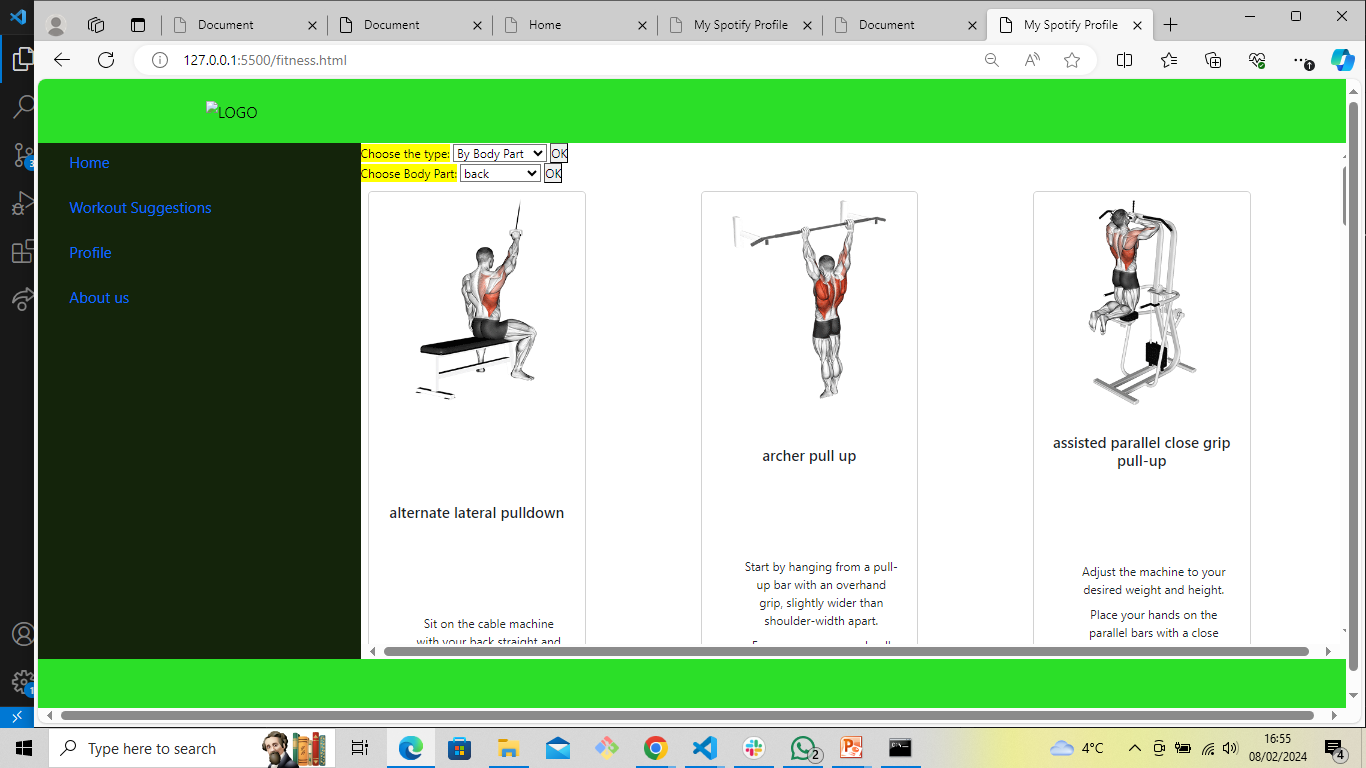 Document
Document
Home
My Spotify Profile
Document
My Spotify Profile
127.0.0.1:5500/fitness.html
LOGO
Home
Workout Suggestions
Profile
About us
Choose the type: By Body Part OK
Choose Body Part: back OK
alternate lateral pulldown
Sit on the cable machine
with your back straight and
archer pull up
Start by hanging from a pull-
up bar with an overhand
grip, slightly wider than
shoulder-width apart.
assisted parallel close grip
pull-up
Adjust the machine to your
desired weight and height.
Place your hands on the
parallel bars with a close
3
1
Type here to search
2
4°C
16:55
08/02/2024
4